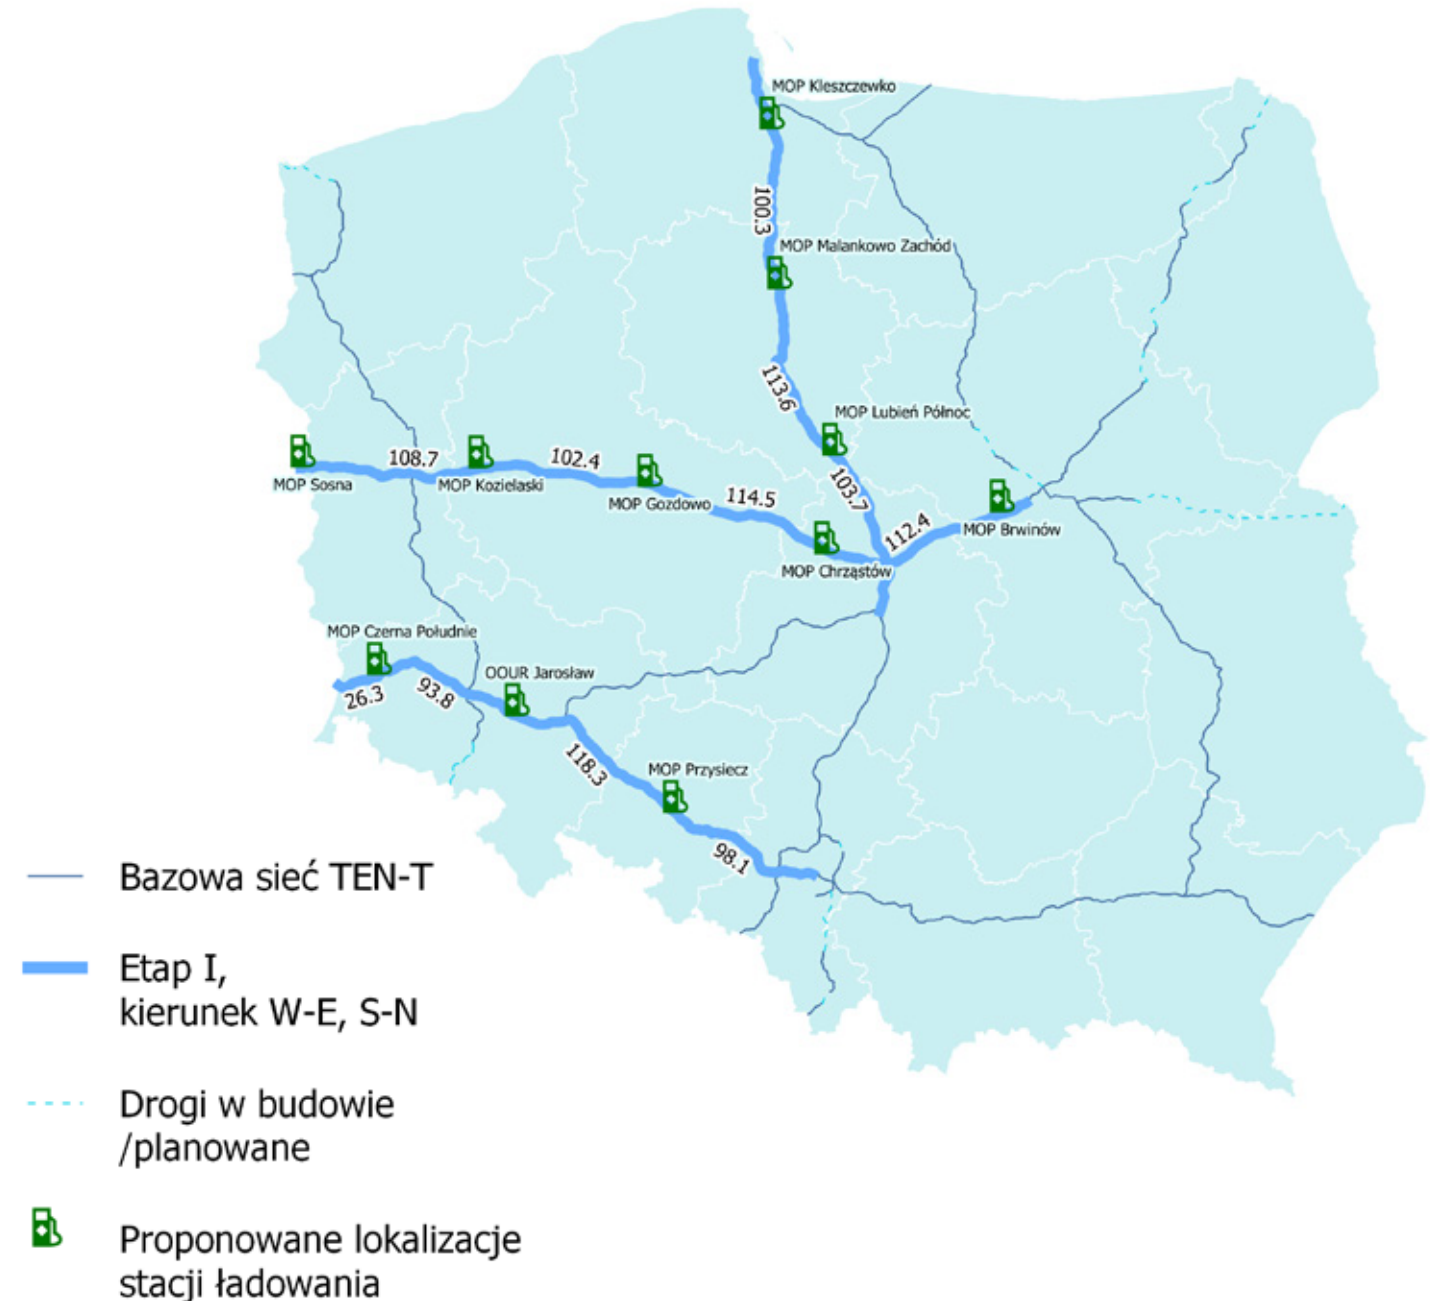 MOP Kleszczewko
100.3
MOP Malankowo Zachód
113.6
MOP Lubień Północ
108.7
102.4
103.7
MOP Sosna
MOP Kozielaski
MOP Gozdowo
114.5
112.4
MOP Brwinów
MOP Chrząstów
MOP Czerna Południe
OOUR Jarosław
26.3
93.8
118.3
MOP Przysiecz
98.1
Bazowa sieć TEN-T
Etap I,
kierunek W-E, S-N
Drogi w budowie
/planowane
Proponowane lokalizacje
stacji ładowania